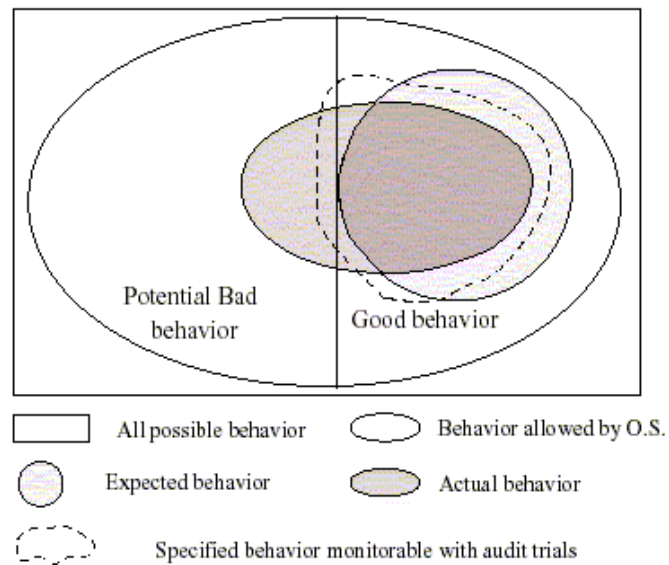 Potential Bad
behavior
Good behavior
All possible behavior
Behavior allowed by O.S.
Expected behavior
Actual behavior
Specified behavior monitorable with audit trials